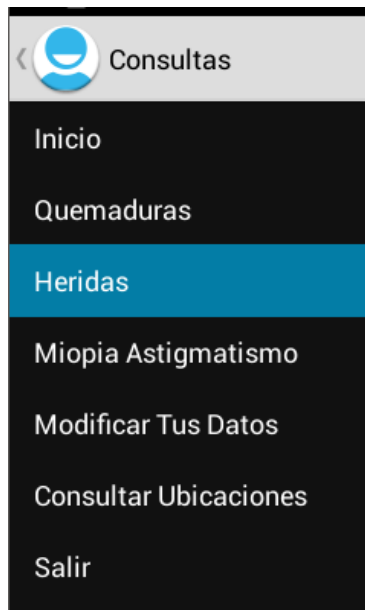 Consultas
Inicio
Quemaduras
Heridas
Miopia Astigmatismo
Modificar Tus Datos
Consultar Ubicaciones
Salir